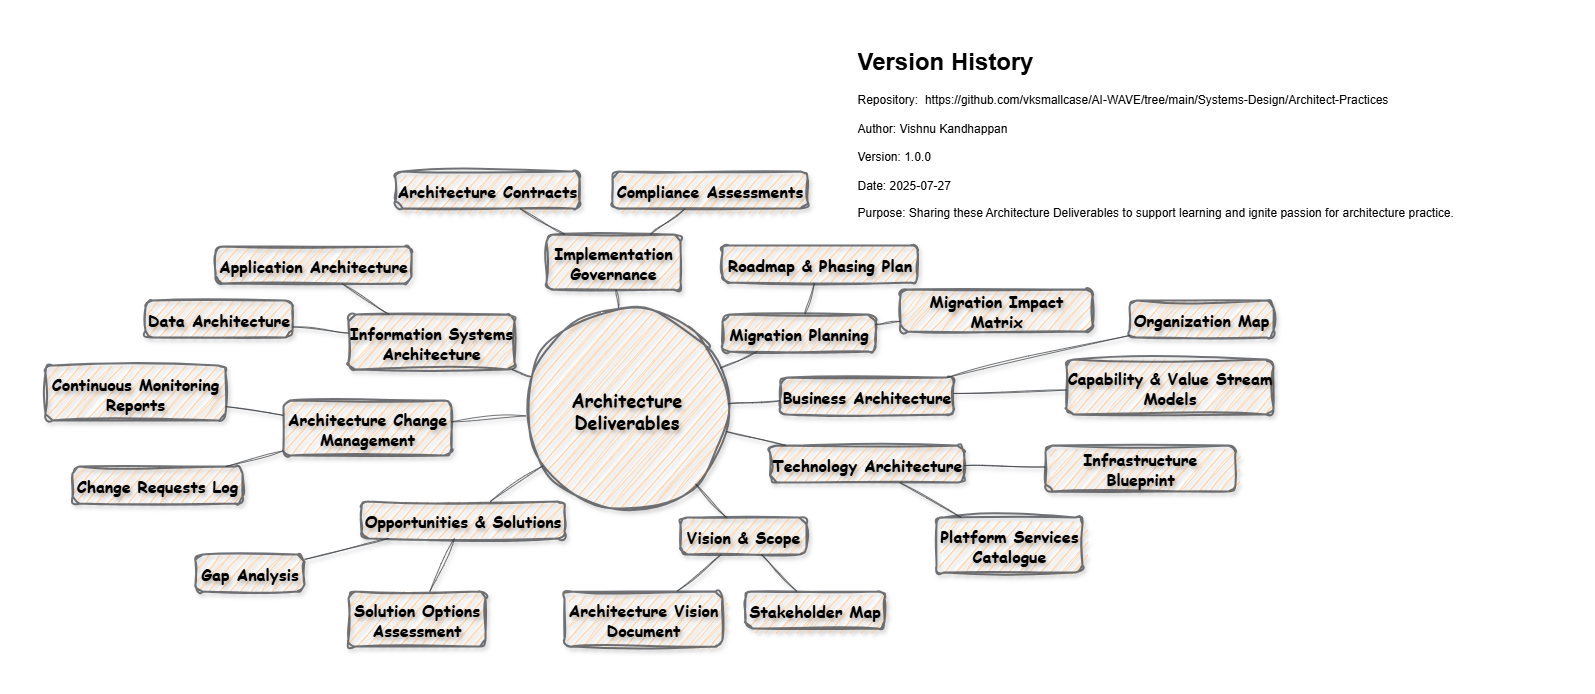 Version History
Repository:  https://github.com/vksmallcase/AI-WAVE/tree/main/Systems-Design/Architect-Practices
Author: Vishnu Kandhappan
Version: 1.0.0
Date: 2025-07-27
Purpose: Sharing these Architecture Deliverables to support learning and ignite passion for architecture practice.
Architecture Contracts
Compliance Assessments
Implementation
Governance
Application Architecture
Data Architecture
Information Systems
Architecture
Roadmap & Phasing Plan
Migration Impact
Matrix
Migration Planning
Organization Map
Capability & Value Stream
Models
Business Architecture
Continuous Monitoring
Reports
Architecture Change
Management
Change Requests Log
Architecture
Deliverables
Technology Architecture
Infrastructure
Blueprint
Platform Services
Catalogue
Opportunities & Solutions
Gap Analysis
Solution Options
Assessment
Vision & Scope
Architecture Vision
Document
Stakeholder Map